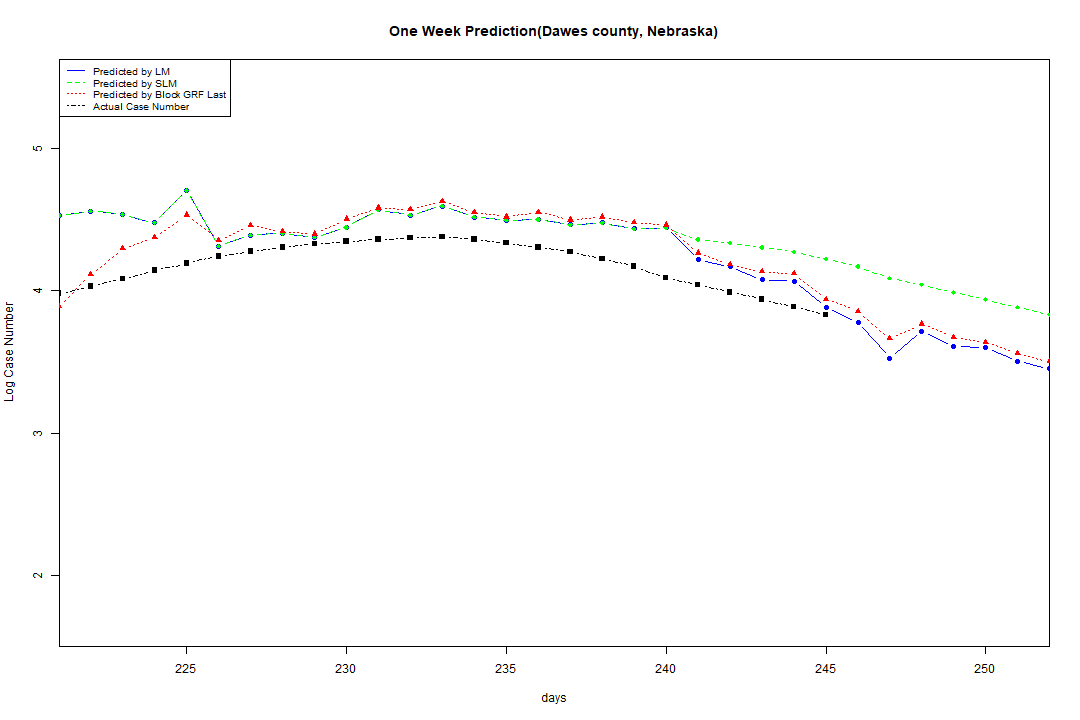 One Week Prediction(Dawes county, Nebraska)
Predicted by LM
Predicted by SLM
Predicted by Block GRF Last
Actual Case Number
5
4
3
2
Log Case Number
225
230
235
240
245
250
days